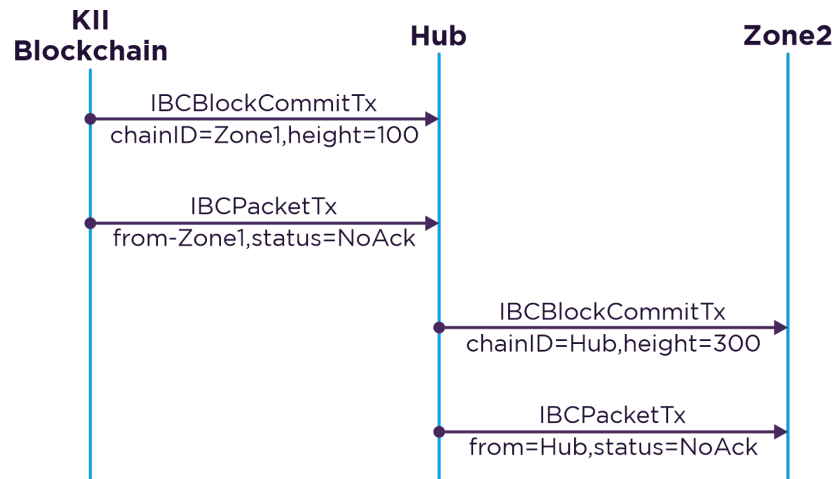 KII
Blockchain
Hub
Zone2
IBCBlockCommitTx
chainID=Zone1,height=100
IBCPacketTx
from-Zone1,status=NoAck
IBCBlockCommitTx
chainID=Hub,height=300
IBCPacketTx
from=Hub,status=NoAck